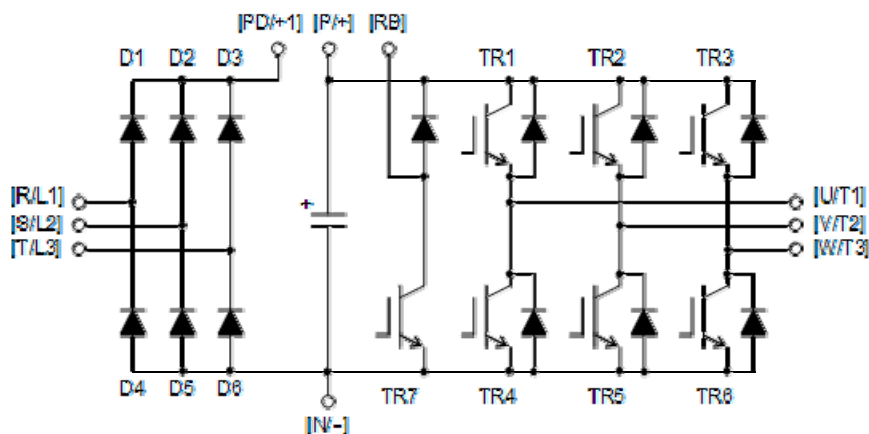 [PD/+1] [P/+] [RB]
D1 D2 D3 TR1 TR2 TR3
[R/L1] [U/T1]
+
[S/L2] [V/T2]
[T/L3] [W/T3]
D4 D5 D6 TR7 TR4 TR5 TR6
[N/-]